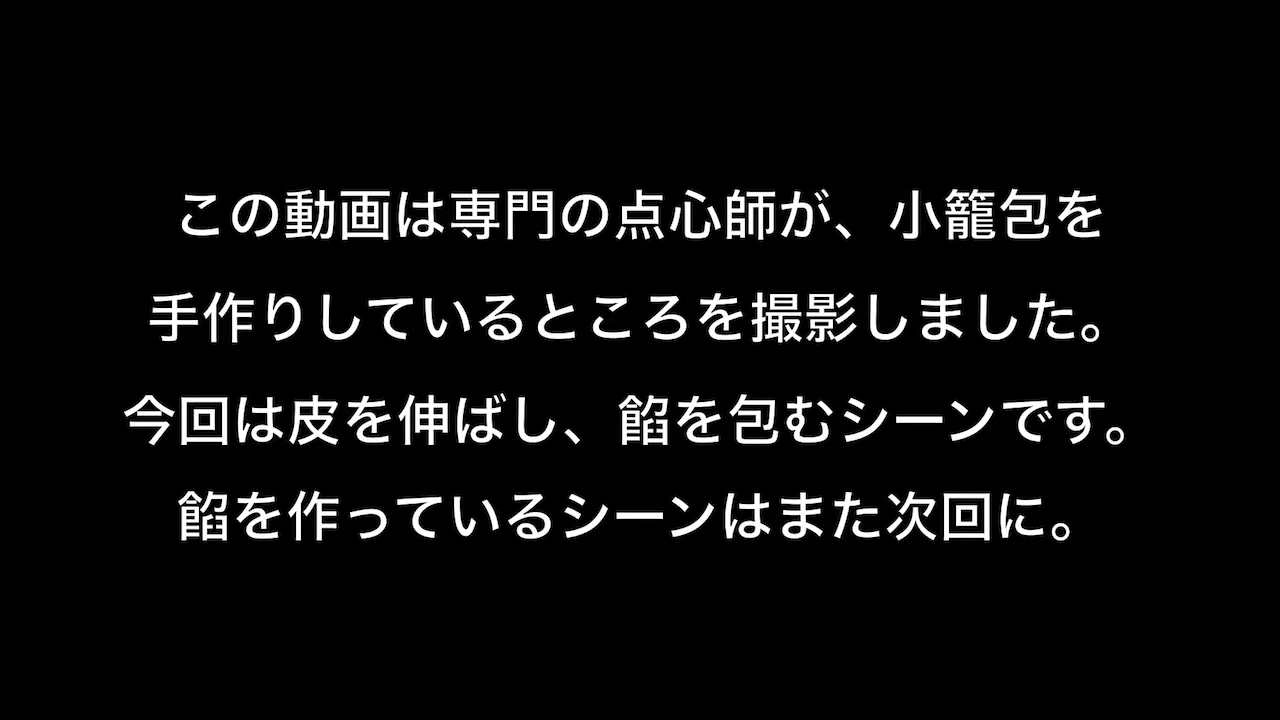 この動画は専門の点心師が、小籠包を
手作りしているところを撮影しました。
今回は皮を伸ばし、餡を包むシーンです。
餡を作っているシーンはまた次回に。